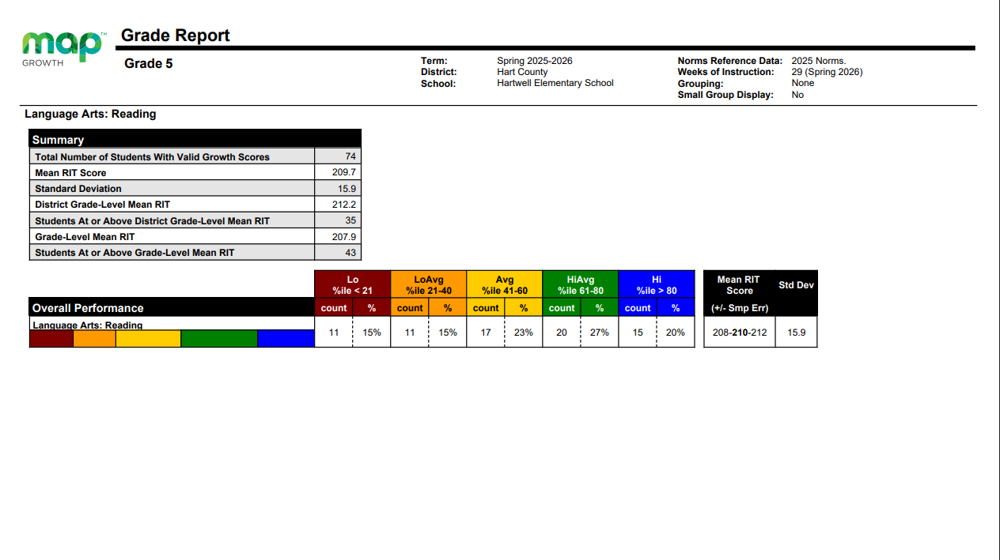 map™
GROWTH
Grade Report
Grade 5
Term: Spring 2025-2026
District: Hart County
School: Hartwell Elementary School
Norms Reference Data: 2025 Norms.
Weeks of Instruction: 29 (Spring 2026)
Grouping: None
Small Group Display: No
Language Arts: Reading
Summary
Total Number of Students With Valid Growth Scores 74
Mean RIT Score 209.7
Standard Deviation 15.9
District Grade-Level Mean RIT 212.2
Students At or Above District Grade-Level Mean RIT 35
Grade-Level Mean RIT 207.9
Students At or Above Grade-Level Mean RIT 43
Lo LoAvg Avg HiAvg Hi Mean RIT Score Std Dev
%ile < 21 %ile 21-40 %ile 41-60 %ile 61-80 %ile > 80
Overall Performance count % count % count % count % count % (+/- Smp Err)
Language Arts: Reading
11 15% 11 15% 17 23% 20 27% 15 20% 208-210-212 15.9